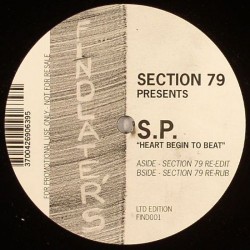 SECTION 79
PRESENTS
S.P.
"HEART BEGIN TO BEAT"
ASIDE - SECTION 79 RE-EDIT
BSIDE - SECTION 79 RE-RUB
LTD EDITION
FIND001
FINDLATER'S
FOR PROMOTIONAL USE ONLY. NOT FOR RESALE
3700426906395